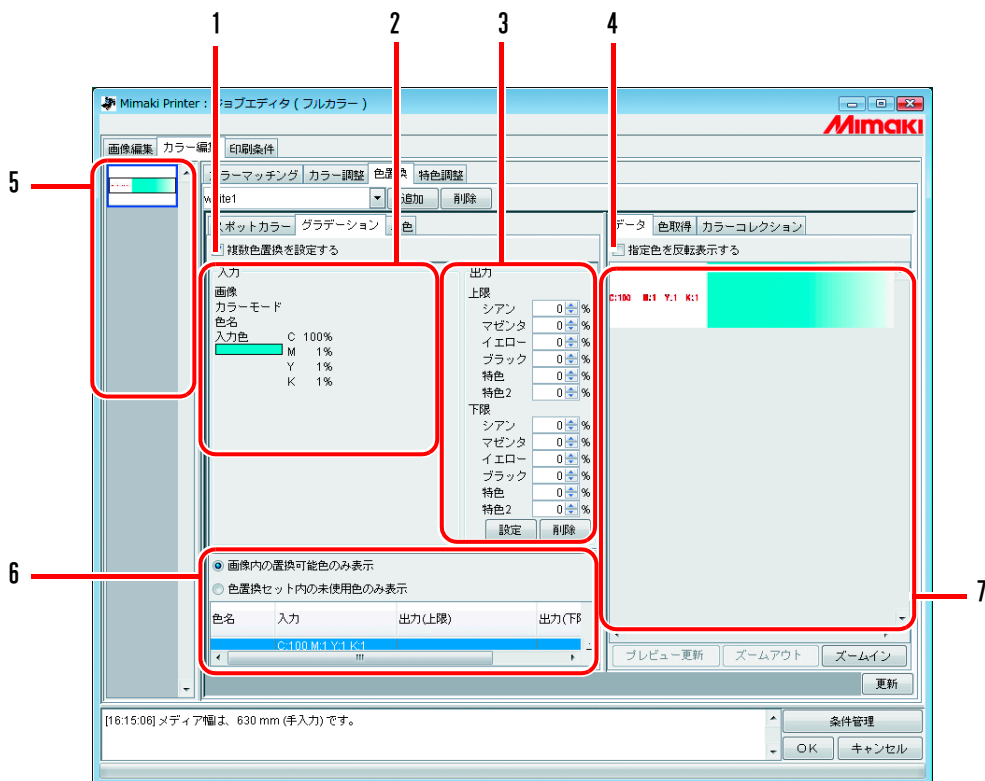 1 2 3 4
Mimaki Printer : ジョブエディタ ( フルカラー )
Mimaki
画像編集 カラー編集 印刷条件
5
カラーマッチング カラー調整 色置換 特色調整
write1 追加 削除
スポットカラー グラデーション 単色 データ 色取得 カラーコレクション
複数色置換を設定する 指定色を反転表示する
入力 出力
画像 上限
カラーモード シアン 0 %
色名 マゼンタ 0 %
入力色 C 100% イエロー 0 %
M 1% ブラック 0 %
Y 1% 特色 0 %
K 1% 特色2 0 %
C:100 M:1 Y:1 K:1
下限
シアン 0 %
マゼンタ 0 %
イエロー 0 %
ブラック 0 %
特色 0 %
特色2 0 %
設定 削除
6
画像内の置換可能色のみ表示
色置換セット内の未使用色のみ表示
7
色名 入力 出力(上限) 出力(下限
C:100 M:1 Y:1 K:1
プレビュー更新 ズームアウト ズームイン
更新
[16:15:06] メディア幅は、630 mm (手入力) です。
条件管理
OK キャンセル